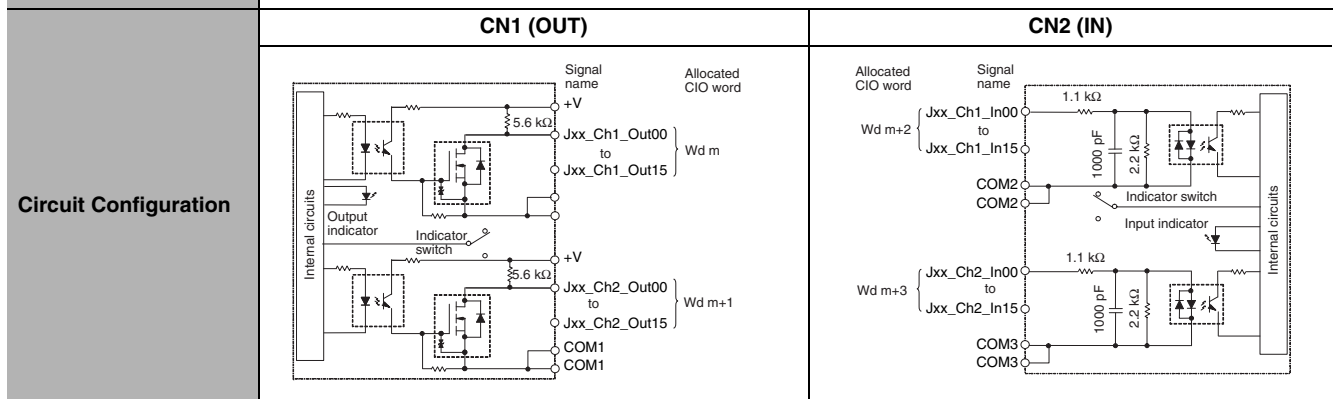 CN1 (OUT)
CN2 (IN)
Circuit Configuration
Signal
name
Allocated
CIO word
Internal circuits
+V
5.6 kΩ
Jxx_Ch1_Out00
to
Jxx_Ch1_Out15
Wd m
Output
indicator
Indicator
switch
+V
5.6 kΩ
Jxx_Ch2_Out00
to
Jxx_Ch2_Out15
Wd m+1
COM1
COM1
Allocated
CIO word
Signal
name
1.1 kΩ
Jxx_Ch1_In00
to
Jxx_Ch1_In15
Wd m+2
1000 pF
2.2 kΩ
COM2
COM2
Indicator switch
Input indicator
Internal circuits
1.1 kΩ
Jxx_Ch2_In00
to
Jxx_Ch2_In15
Wd m+3
1000 pF
2.2 kΩ
COM3
COM3